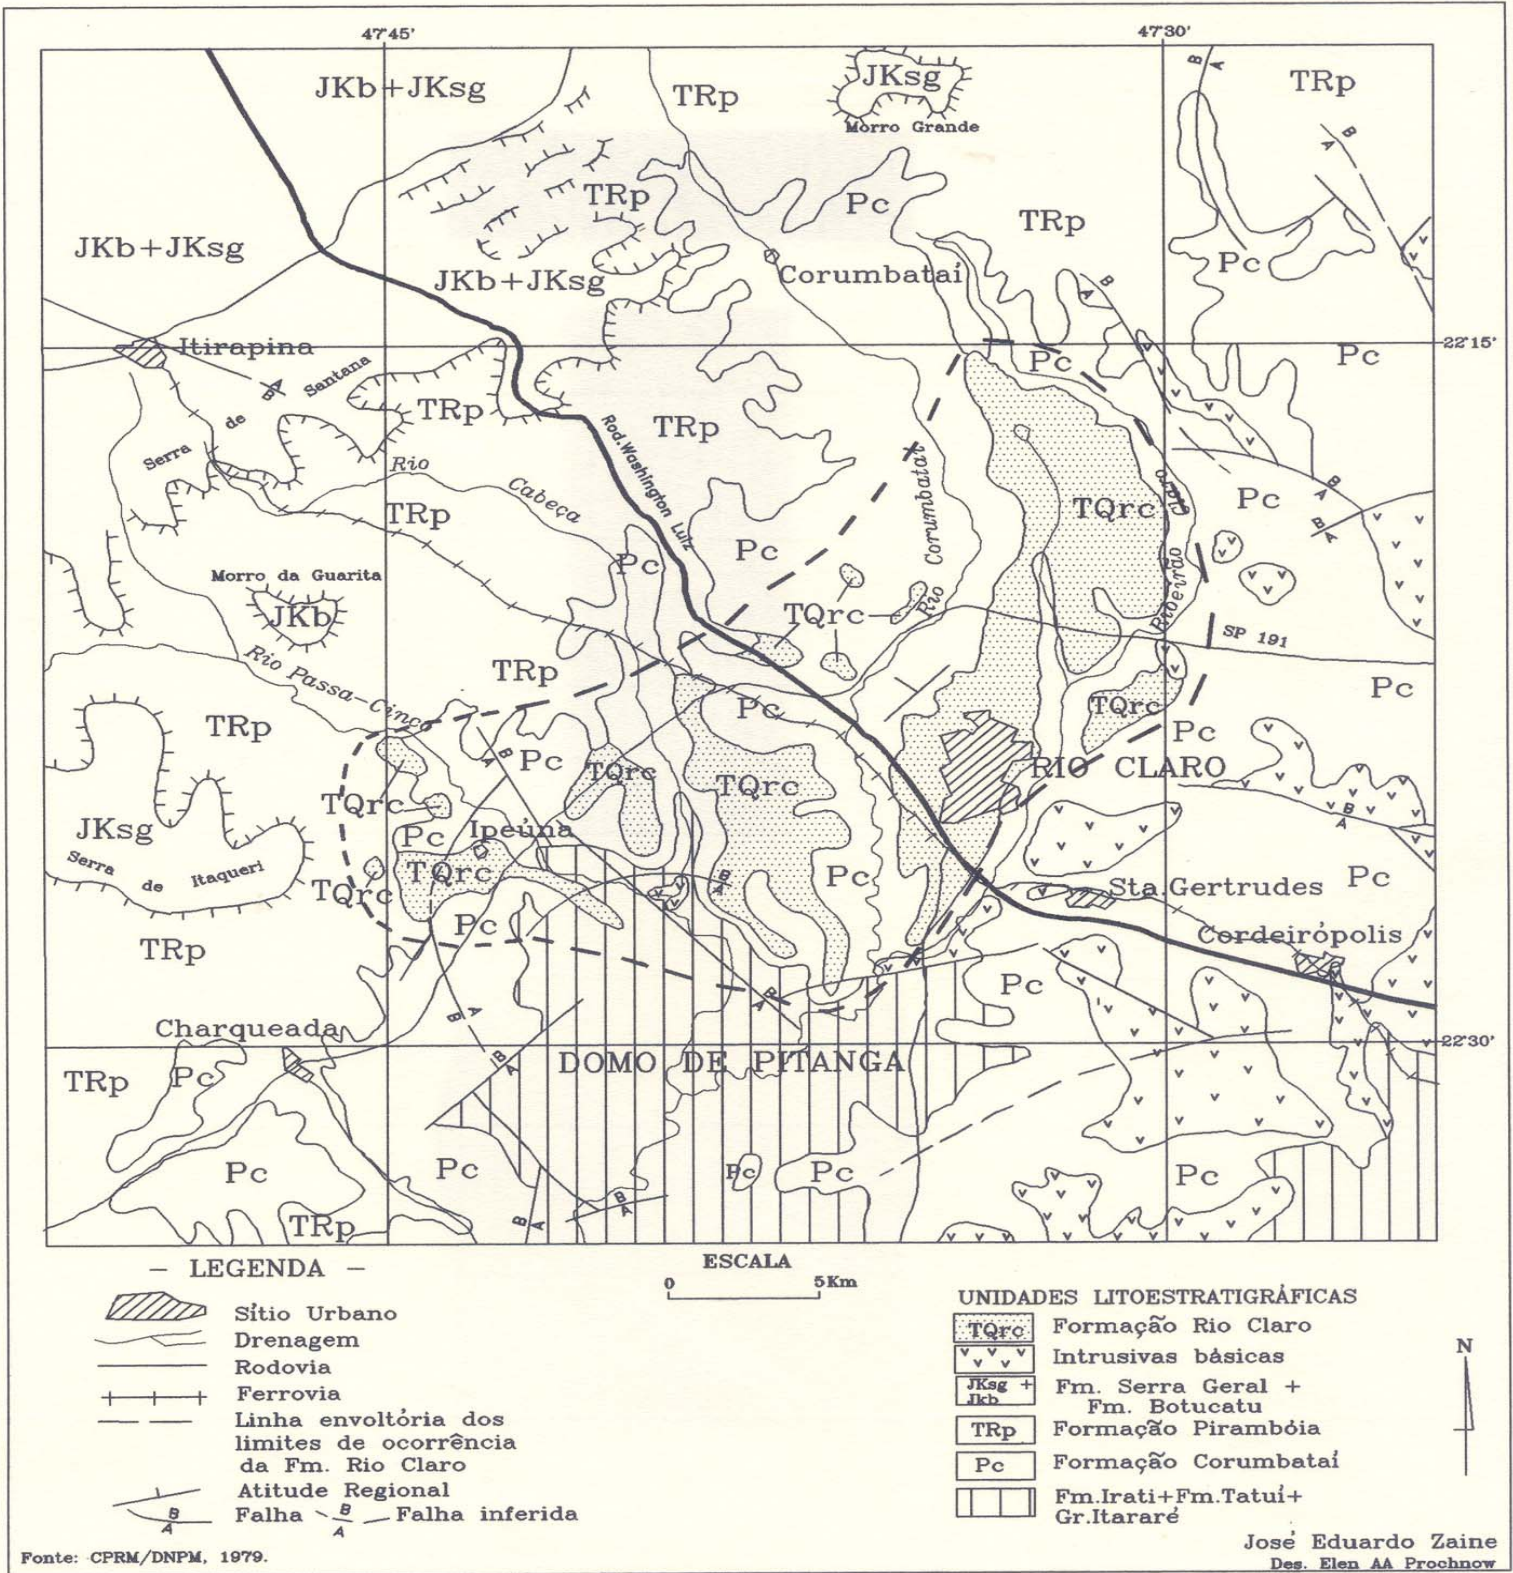 47°45'
47°30'
JKb+JKsg
TRp
JKsg
Morro Grande
B
A
TRp
B
A
TRp
Pc
TRp
JKb+JKsg
JKb+JKsg
Corumbataí
Pc
B
A
Itirapina
22°15'
Pc
Pc
A
B
Serra de Santana
TRp
TRp
Rod. Washington Luiz
Rio Cabeça
TRp
Rio Corumbataí
TQrc
Ribeirão Claro
Pc
B
A
B
A
Pc
Pc
Morro da Guarita
JKb
TQrc
SP 191
Rio Passa-Cinco
TRp
Pc
TRp
Pc
TQrc
Pc
B
A
Pc
TQrc
TQrc
RIO CLARO
TQrc
B
A
JKsg
Pc
Ipeúna
Serra de Itaqueri
TQrc
TQrc
B
A
Pc
Sta.Gertrudes
Pc
Pc
TRp
Cordeirópolis
Pc
B
A
Charqueada
A
B
22°30'
B
A
DOMO DE PITANGA
TRp
Pc
Pc
Pc
Pc
Pc
Pc
B
A
B
A
TRp
— LEGENDA —
Sítio Urbano
Drenagem
Rodovia
Ferrovia
Linha envoltória dos
limites de ocorrência
da Fm. Rio Claro
Atitude Regional
B
A
Falha
B
A
Falha inferida
Fonte: CPRM/DNPM, 1979.
ESCALA
0 5Km
UNIDADES LITOESTRATIGRÁFICAS
TQrc Formação Rio Claro
Intrusivas básicas
JKsg + Fm. Serra Geral +
Jkb Fm. Botucatu
TRp Formação Pirambóia
Pc Formação Corumbataí
Fm.Irati+Fm.Tatuí+
Gr.Itararé
N
José Eduardo Zaine
Des. Elen AA Prochnow